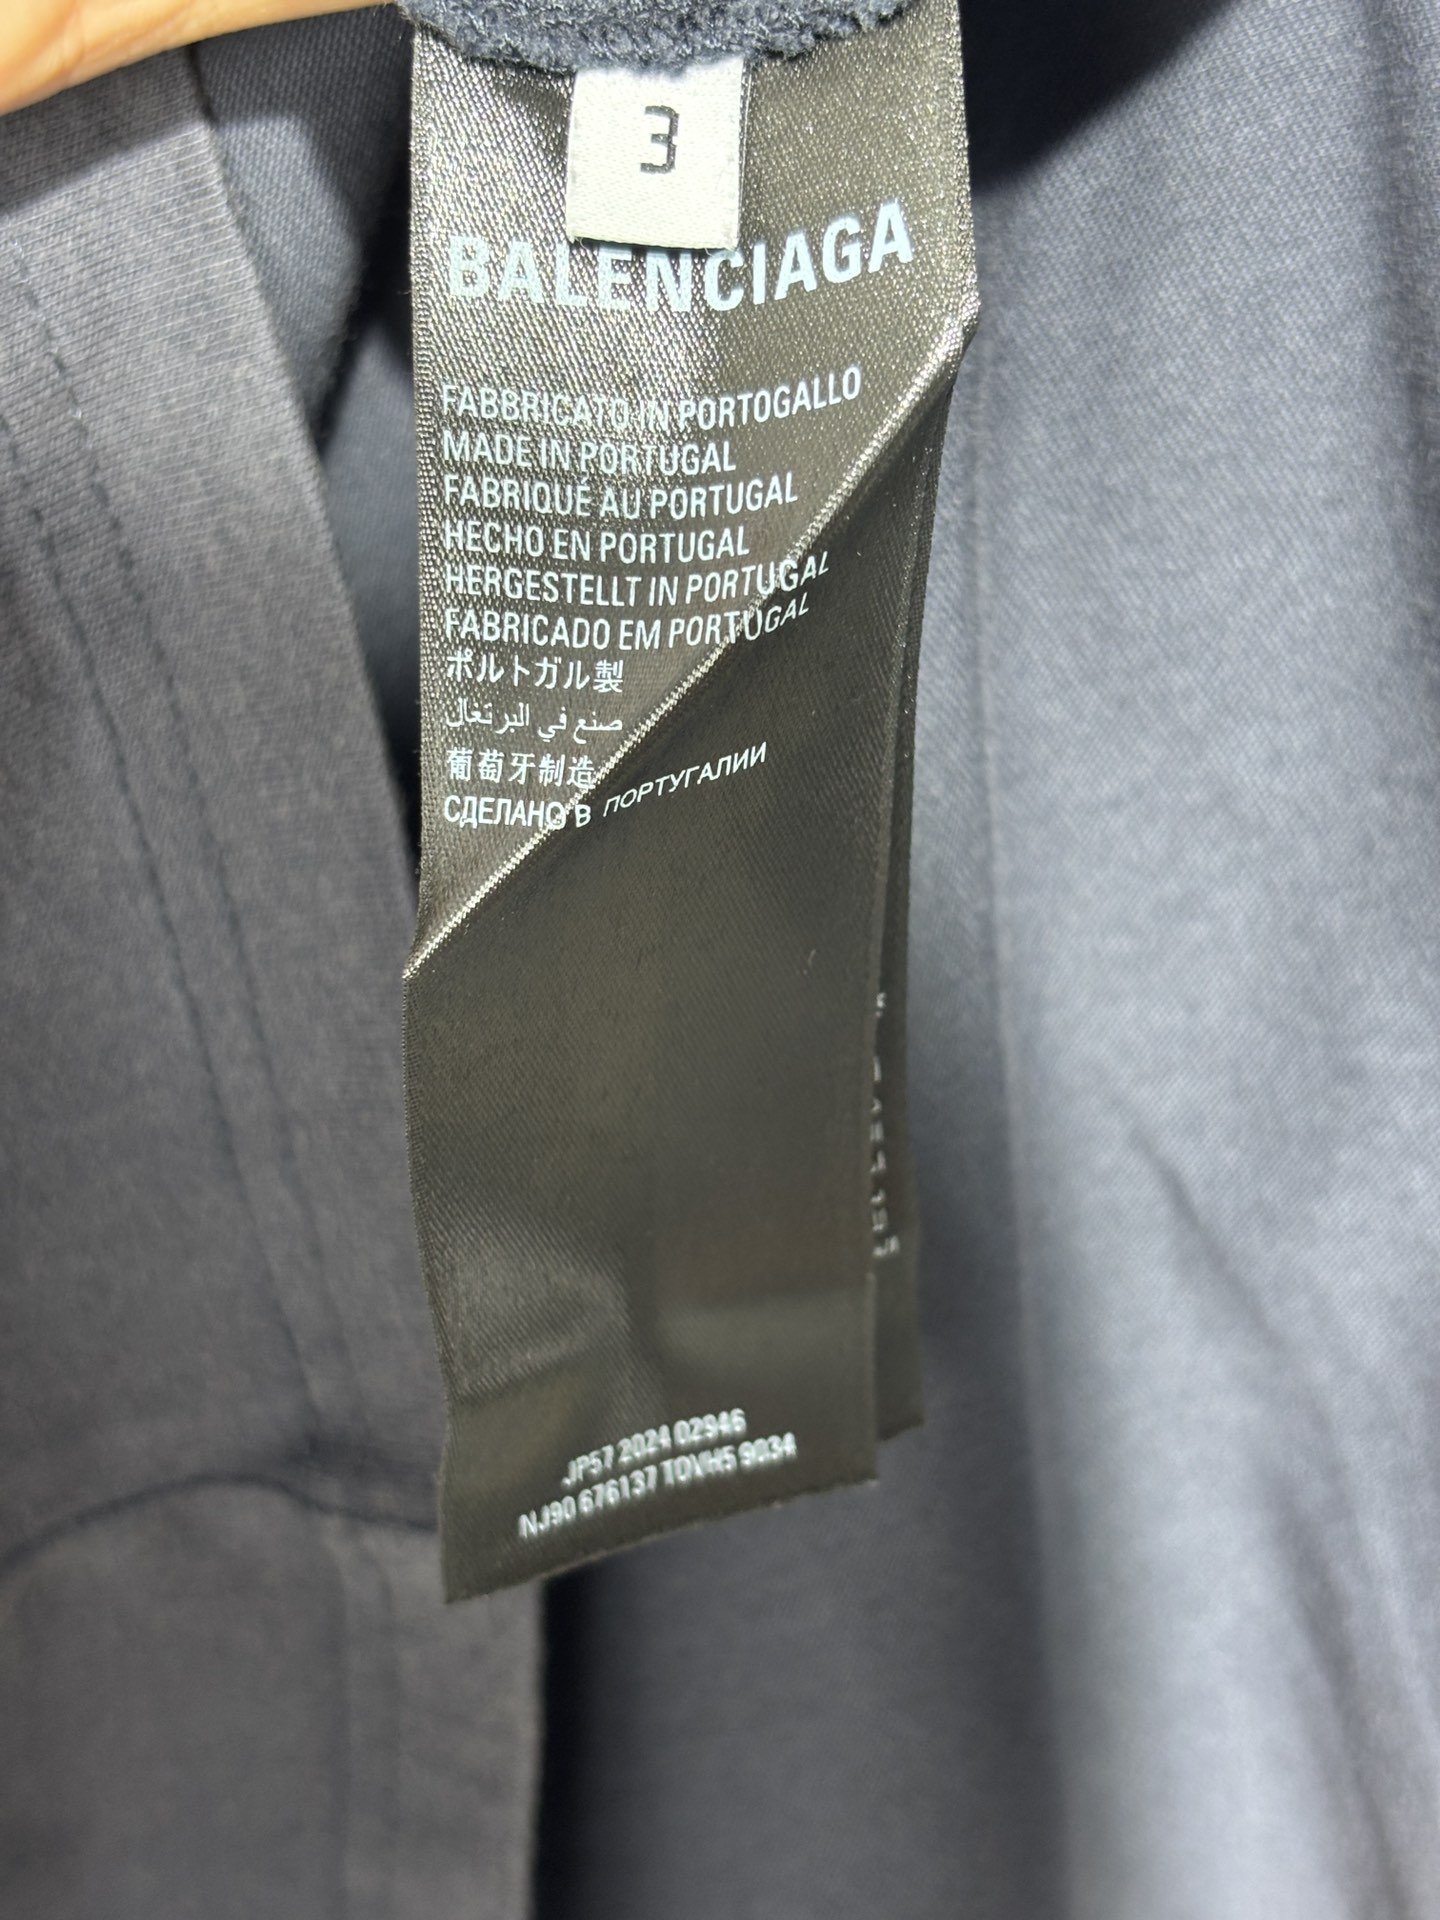 3
BALENCIAGA
FABBRICATO IN PORTOGALLO
MADE IN PORTUGAL
FABRIQUÉ AU PORTUGAL
HECHO EN PORTUGAL
HERGESTELLT IN PORTUGAL
FABRICADO EM PORTUGAL
ポルトガル製
صنع في البرتغال
葡萄牙制造
СДЕЛАНО В ПОРТУГАЛИИ
JP57 2024 02946
NJ90 676137 TOVH5 9034